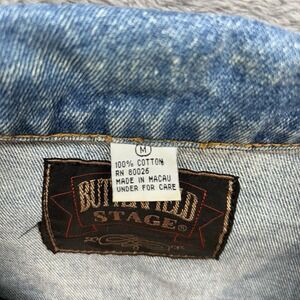 M
100% COTTON
RN 80026
MADE IN MACAU
UNDER FOR CARE
BUTTERFIELD
STAGE®